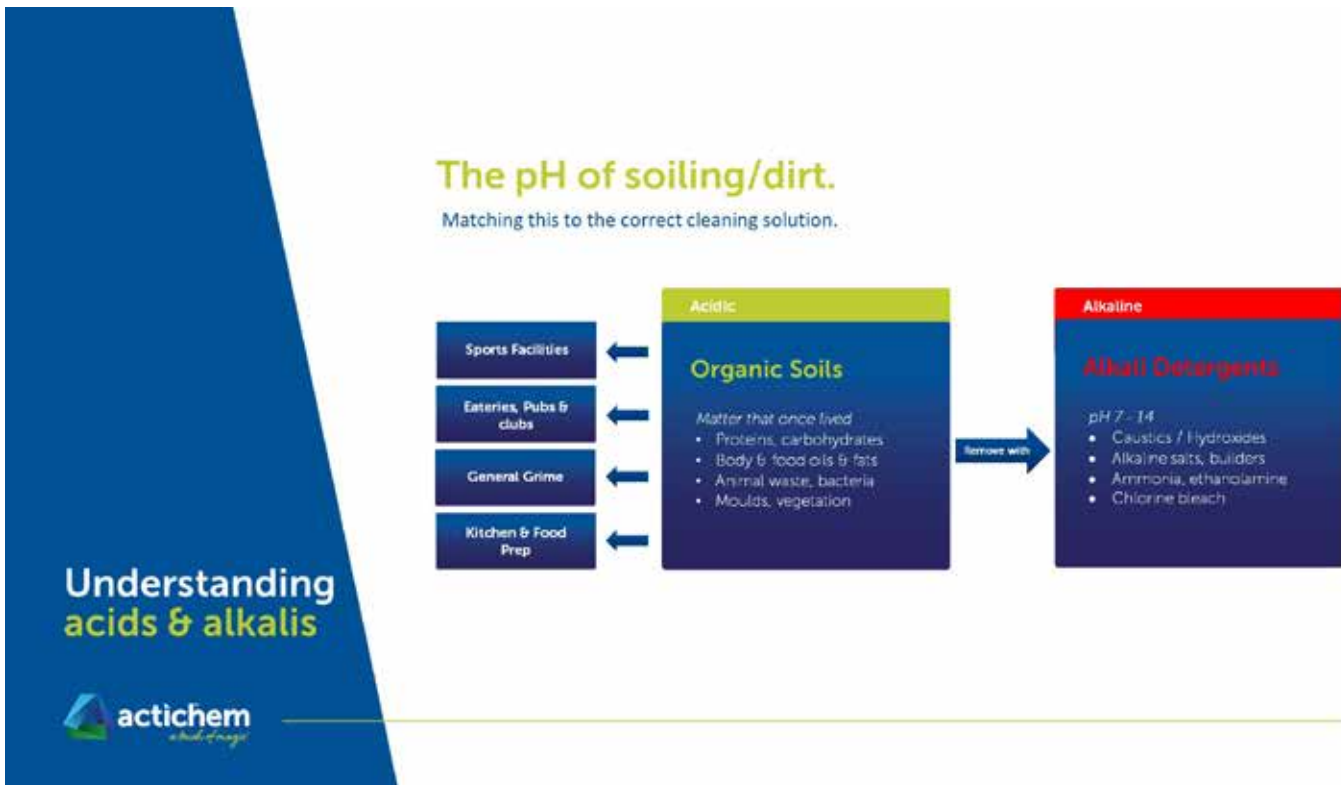 The pH of soiling/dirt.
Matching this to the correct cleaning solution.
Sports Facilities
Eateries, Pubs &
clubs
General Grime
Kitchen & Food
Prep
Acidic
Organic Soils
Matter that once lived
• Proteins, carbohydrates
• Body & food oils & fats
• Animal waste, bacteria
• Moulds, vegetation
Remove with
Alkaline
Alkali Detergents
pH 7 - 14
• Caustics / Hydroxides
• Alkaline salts, builders
• Ammonia, ethanolamine
• Chlorine bleach
Understanding
acids & alkalis
actichem
a touch of magic